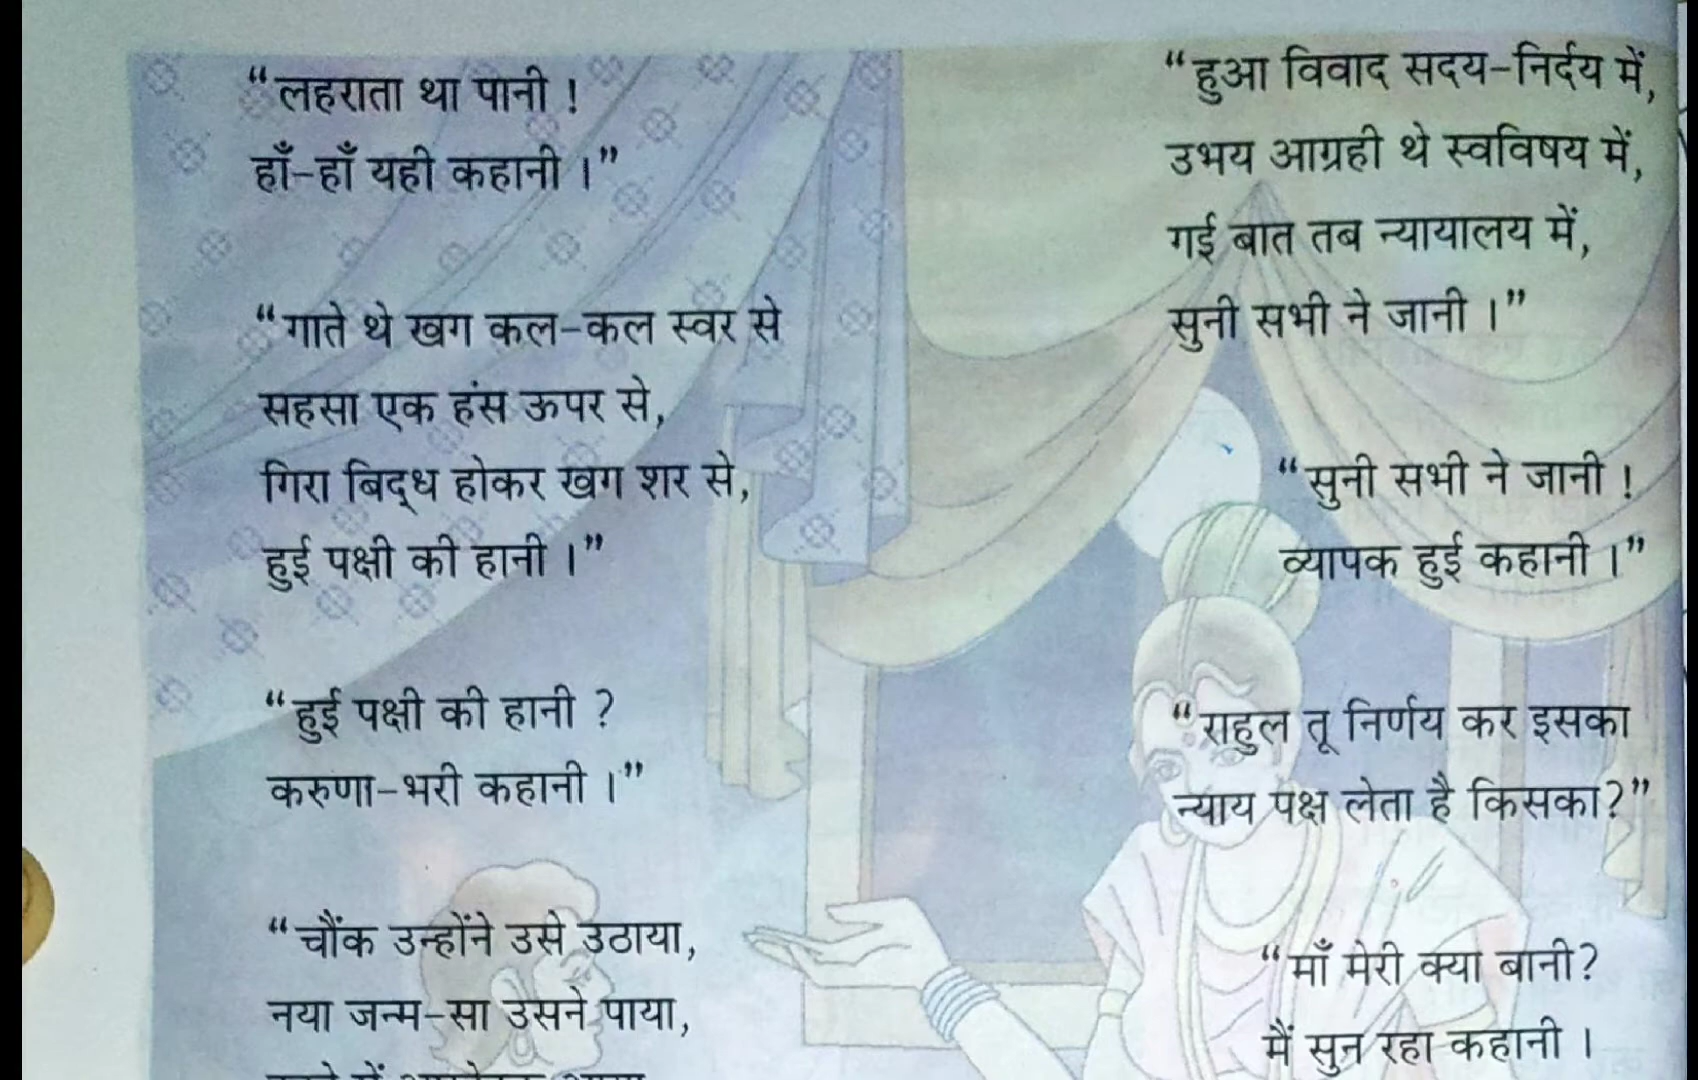 “लहराता था पानी !
हाँ-हाँ यही कहानी ।”
“गाते थे खग कल-कल स्वर से
सहसा एक हंस ऊपर से,
गिरा बिद्ध होकर खग शर से,
हुई पक्षी की हानी ।”
“हुई पक्षी की हानी ?
करुणा-भरी कहानी ।”
“चौंक उन्होंने उसे उठाया,
नया जन्म-सा उसने पाया,
“हुआ विवाद सदय-निर्दय में,
उभय आग्रही थे स्वविषय में,
गई बात तब न्यायालय में,
सुनी सभी ने जानी ।”
“सुनी सभी ने जानी !
व्यापक हुई कहानी ।”
“राहुल तू निर्णय कर इसका
न्याय पक्ष लेता है किसका?”
“माँ मेरी क्या बानी?
मैं सुन रहा कहानी ।